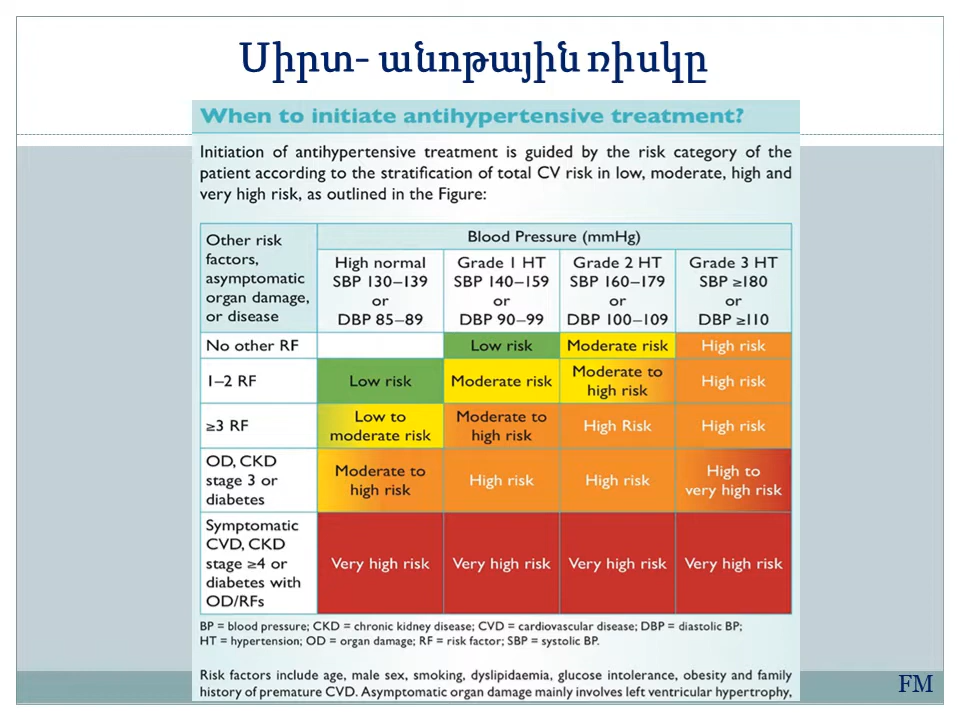 Սիրտ- անոթային ռիսկը
When to initiate antihypertensive treatment?
Initiation of antihypertensive treatment is guided by the risk category of the
patient according to the stratification of total CV risk in low, moderate, high and
very high risk, as outlined in the Figure:
Other risk
factors,
asymptomatic
organ damage,
or disease
Blood Pressure (mmHg)
High normal
SBP 130–139
or
DBP 85–89
Grade 1 HT
SBP 140–159
or
DBP 90–99
Grade 2 HT
SBP 160–179
or
DBP 100–109
Grade 3 HT
SBP ≥180
or
DBP ≥110
No other RF
Low risk
Moderate risk
High risk
1–2 RF
Low risk
Moderate risk
Moderate to
high risk
High risk
≥3 RF
Low to
moderate risk
Moderate to
high risk
High Risk
High risk
OD, CKD
stage 3 or
diabetes
Moderate to
high risk
High risk
High risk
High to
very high risk
Symptomatic
CVD, CKD
stage ≥4 or
diabetes with
OD/RFs
Very high risk
Very high risk
Very high risk
Very high risk
BP = blood pressure; CKD = chronic kidney disease; CVD = cardiovascular disease; DBP = diastolic BP;
HT = hypertension; OD = organ damage; RF = risk factor; SBP = systolic BP.
Risk factors include age, male sex, smoking, dyslipidaemia, glucose intolerance, obesity and family
history of premature CVD. Asymptomatic organ damage mainly involves left ventricular hypertrophy,
FM